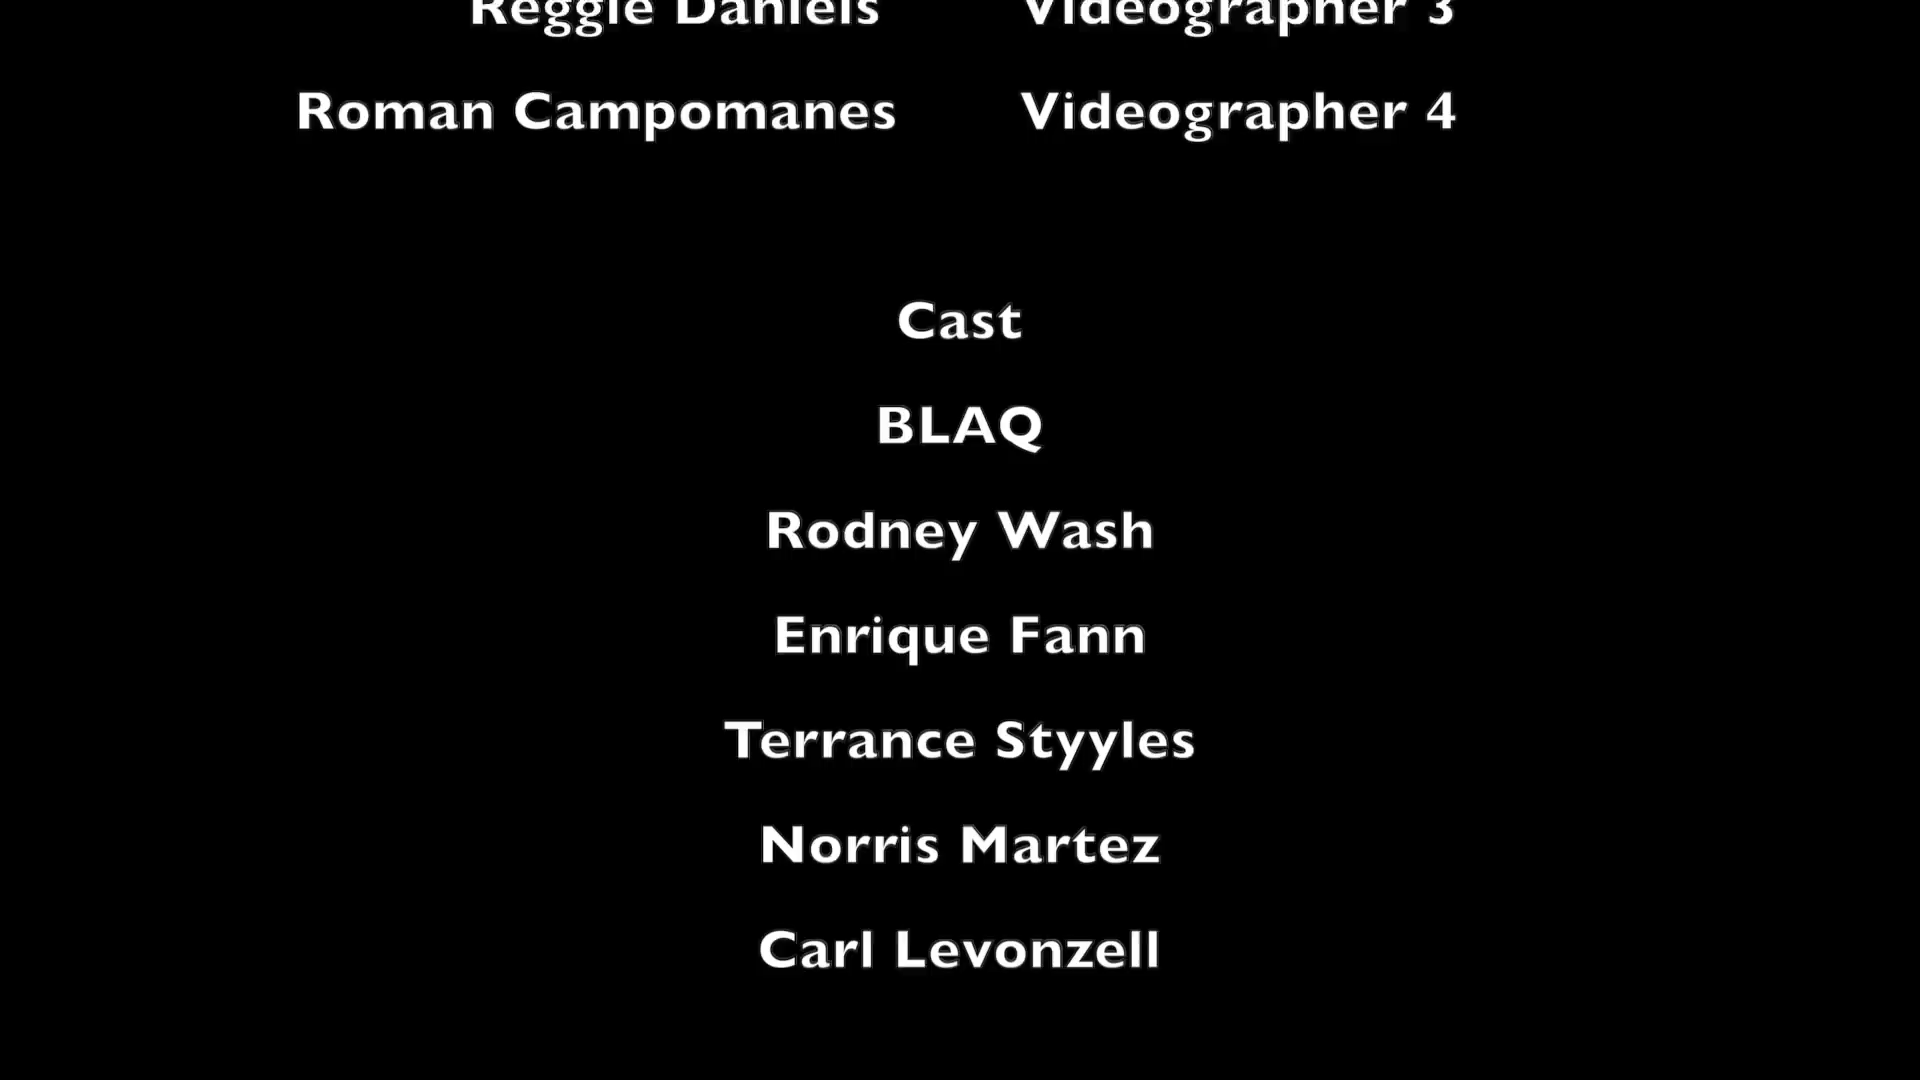 Reggie Daniels Videographer 3
Roman Campomanes Videographer 4
Cast
BLAQ
Rodney Wash
Enrique Fann
Terrance Styyles
Norris Martez
Carl Levonzell